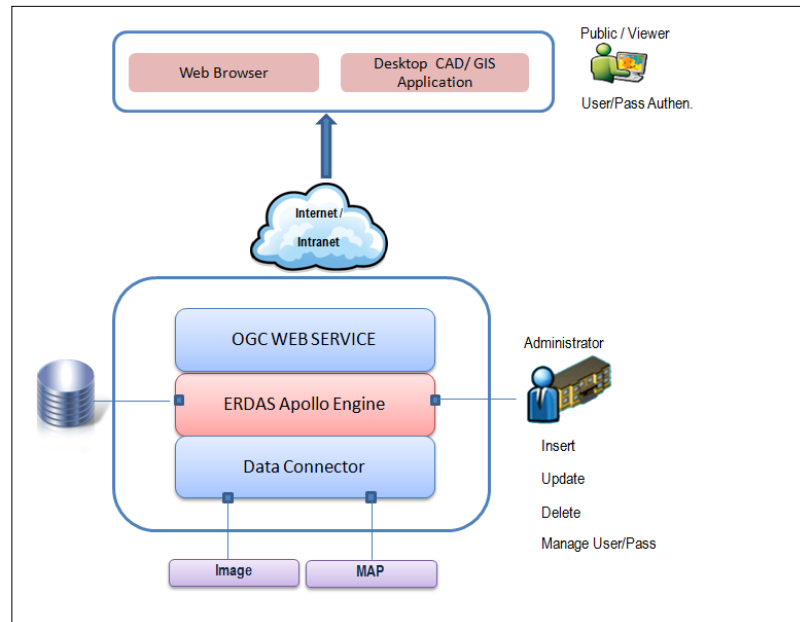 Public / Viewer
Web Browser
Desktop CAD/ GIS
Application
User/Pass Authen.
Internet /
Intranet
OGC WEB SERVICE
Administrator
ERDAS Apollo Engine
Insert
Data Connector
Update
Delete
Manage User/Pass
Image
MAP